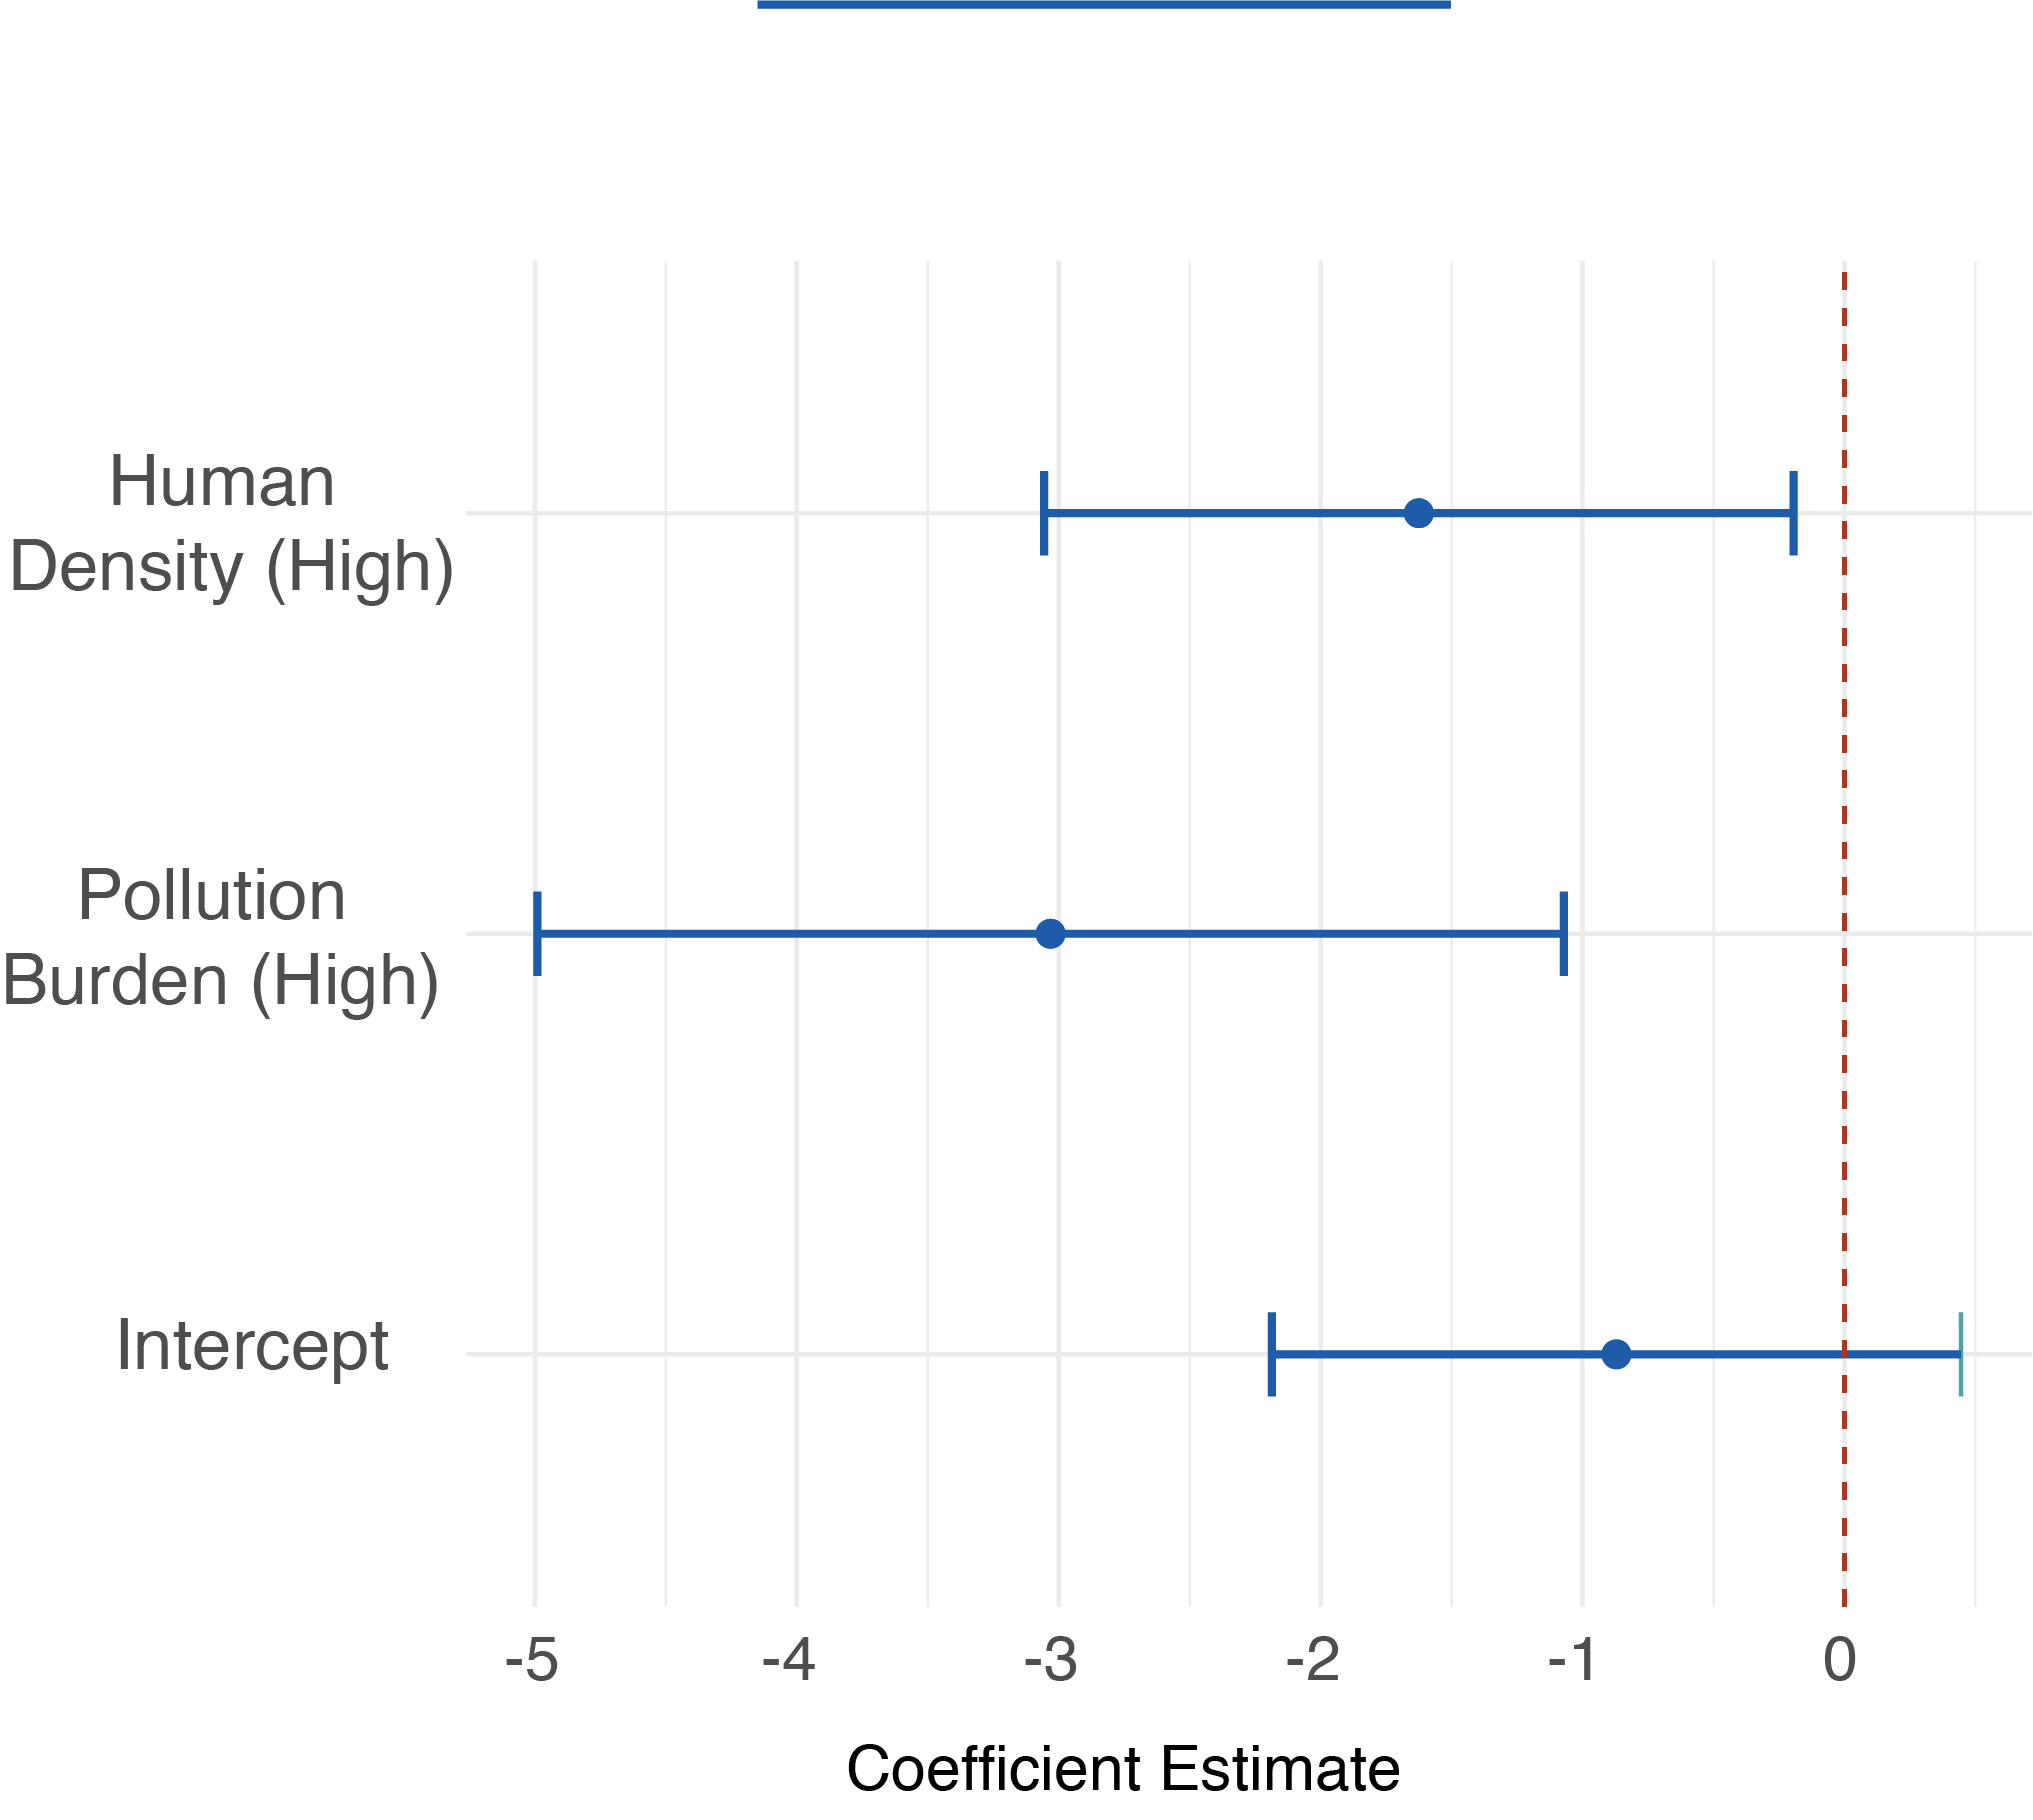 Human
Density (High)
Pollution
Burden (High)
Intercept
-5 -4 -3 -2 -1 0
Coefficient Estimate